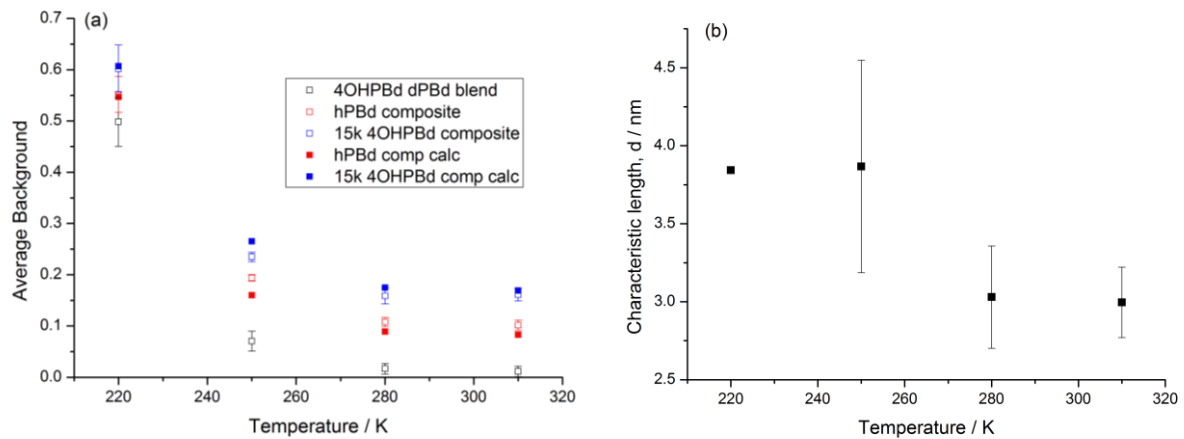 (a)
0.7
0.6
0.5
0.4
0.3
0.2
0.1
0.0
Average Background
4OHPBd dPBd blend
hPBd composite
15k 4OHPBd composite
hPBd comp calc
15k 4OHPBd comp calc
220 240 260 280 300 320
Temperature / K
(b)
4.5
4.0
3.5
3.0
2.5
Characteristic length, d / nm
220 240 260 280 300 320
Temperature / K